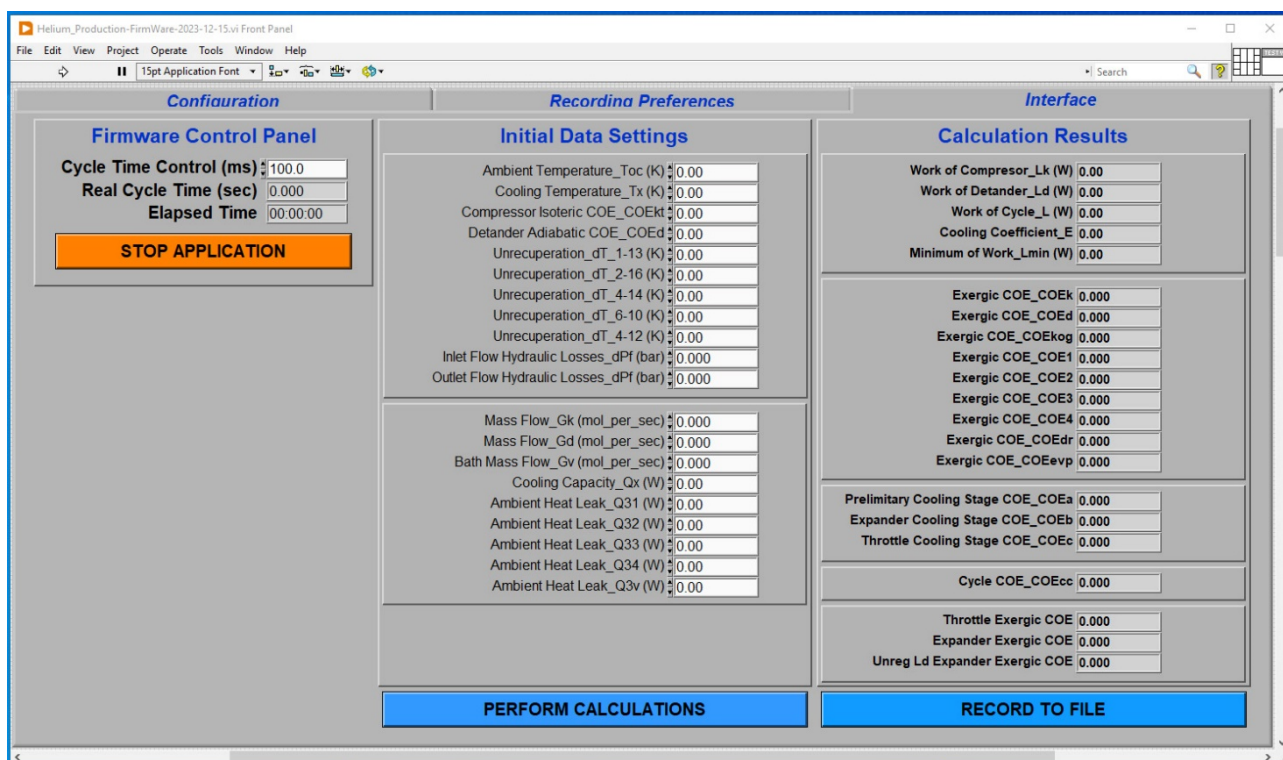 Helium_Production-FirmWare-2023-12-15.vi Front Panel
File Edit View Project Operate Tools Window Help
15pt Application Font
Search
Configuration
Recording Preferences
Interface
Firmware Control Panel
Cycle Time Control (ms) 100.0
Real Cycle Time (sec) 0.000
Elapsed Time 00:00:00
STOP APPLICATION
Initial Data Settings
Ambient Temperature_Toc (K) 0.00
Cooling Temperature_Tx (K) 0.00
Compressor Isoteric COE_COEkt 0.00
Detander Adiabatic COE_COEd 0.00
Unrecuperation_dT_1-13 (K) 0.00
Unrecuperation_dT_2-16 (K) 0.00
Unrecuperation_dT_4-14 (K) 0.00
Unrecuperation_dT_6-10 (K) 0.00
Unrecuperation_dT_4-12 (K) 0.00
Inlet Flow Hydraulic Losses_dPf (bar) 0.000
Outlet Flow Hydraulic Losses_dPf (bar) 0.000
Mass Flow_Gk (mol_per_sec) 0.000
Mass Flow_Gd (mol_per_sec) 0.000
Bath Mass Flow_Gv (mol_per_sec) 0.000
Cooling Capacity_Qx (W) 0.00
Ambient Heat Leak_Q31 (W) 0.00
Ambient Heat Leak_Q32 (W) 0.00
Ambient Heat Leak_Q33 (W) 0.00
Ambient Heat Leak_Q34 (W) 0.00
Ambient Heat Leak_Q3v (W) 0.00
PERFORM CALCULATIONS
Calculation Results
Work of Compresor_Lk (W) 0.00
Work of Detander_Ld (W) 0.00
Work of Cycle_L (W) 0.00
Cooling Coefficient_E 0.00
Minimum of Work_Lmin (W) 0.00
Exergic COE_COEk 0.000
Exergic COE_COEd 0.000
Exergic COE_COEkog 0.000
Exergic COE_COE1 0.000
Exergic COE_COE2 0.000
Exergic COE_COE3 0.000
Exergic COE_COE4 0.000
Exergic COE_COEdr 0.000
Exergic COE_COEevp 0.000
Prelimitary Cooling Stage COE_COEa 0.000
Expander Cooling Stage COE_COEb 0.000
Throttle Cooling Stage COE_COEc 0.000
Cycle COE_COEcc 0.000
Throttle Exergic COE 0.000
Expander Exergic COE 0.000
Unreg Ld Expander Exergic COE 0.000
RECORD TO FILE